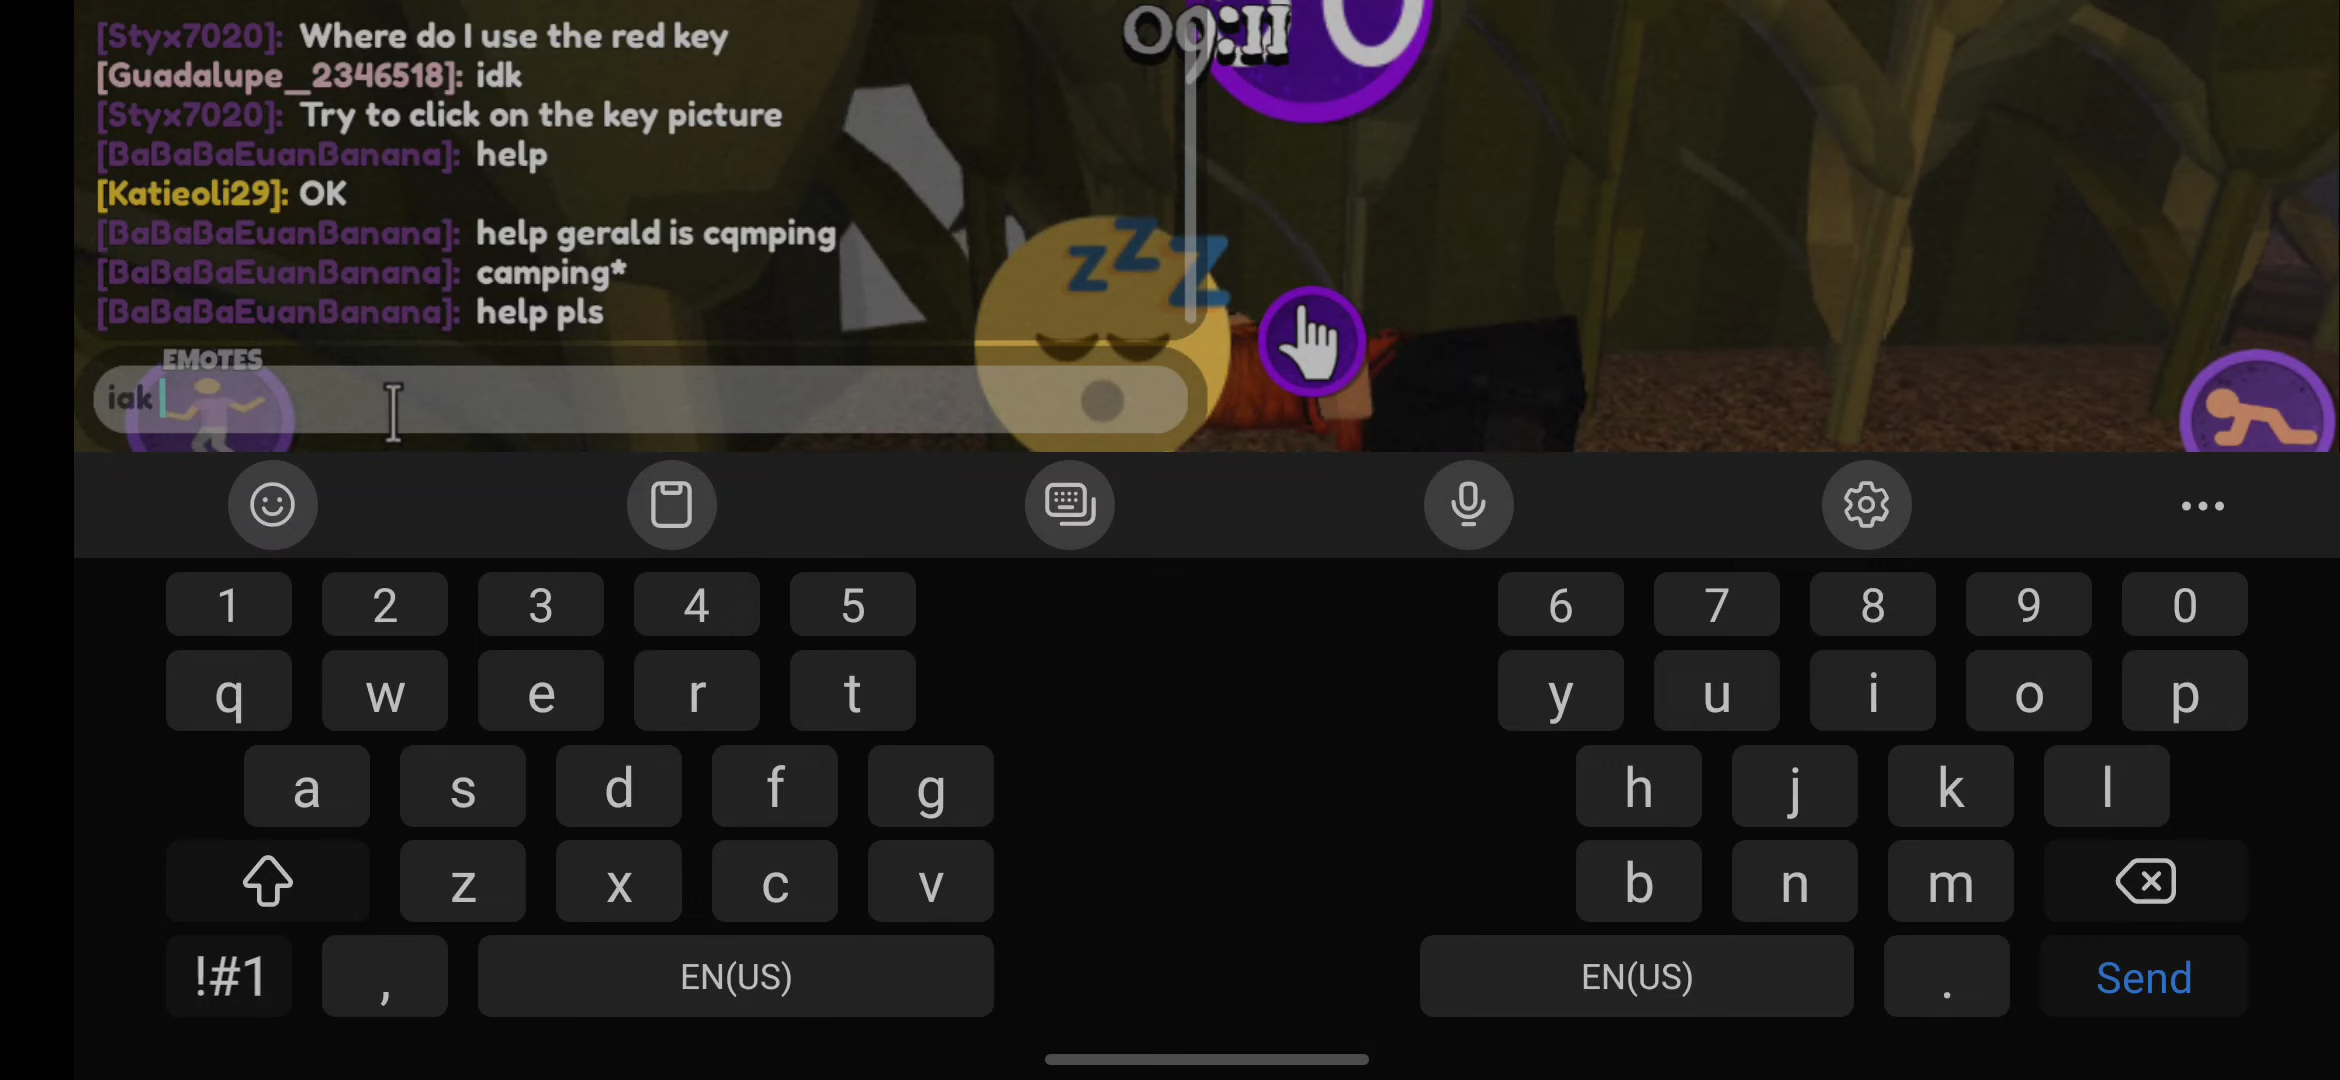 [Styx7020]: Where do I use the red key
[Guadalupe_2346518]: idk
[Styx7020]: Try to click on the key picture
[BaBaBaEuanBanana]: help
[Katieoli29]: OK
[BaBaBaEuanBanana]: help gerald is cqmping
[BaBaBaEuanBanana]: camping*
[BaBaBaEuanBanana]: help pls
09:11
0
z z z
EMOTES
iak
1 2 3 4 5 6 7 8 9 0
q w e r t y u i o p
a s d f g h j k l
z x c v b n m
!#1 , EN(US) EN(US) . Send